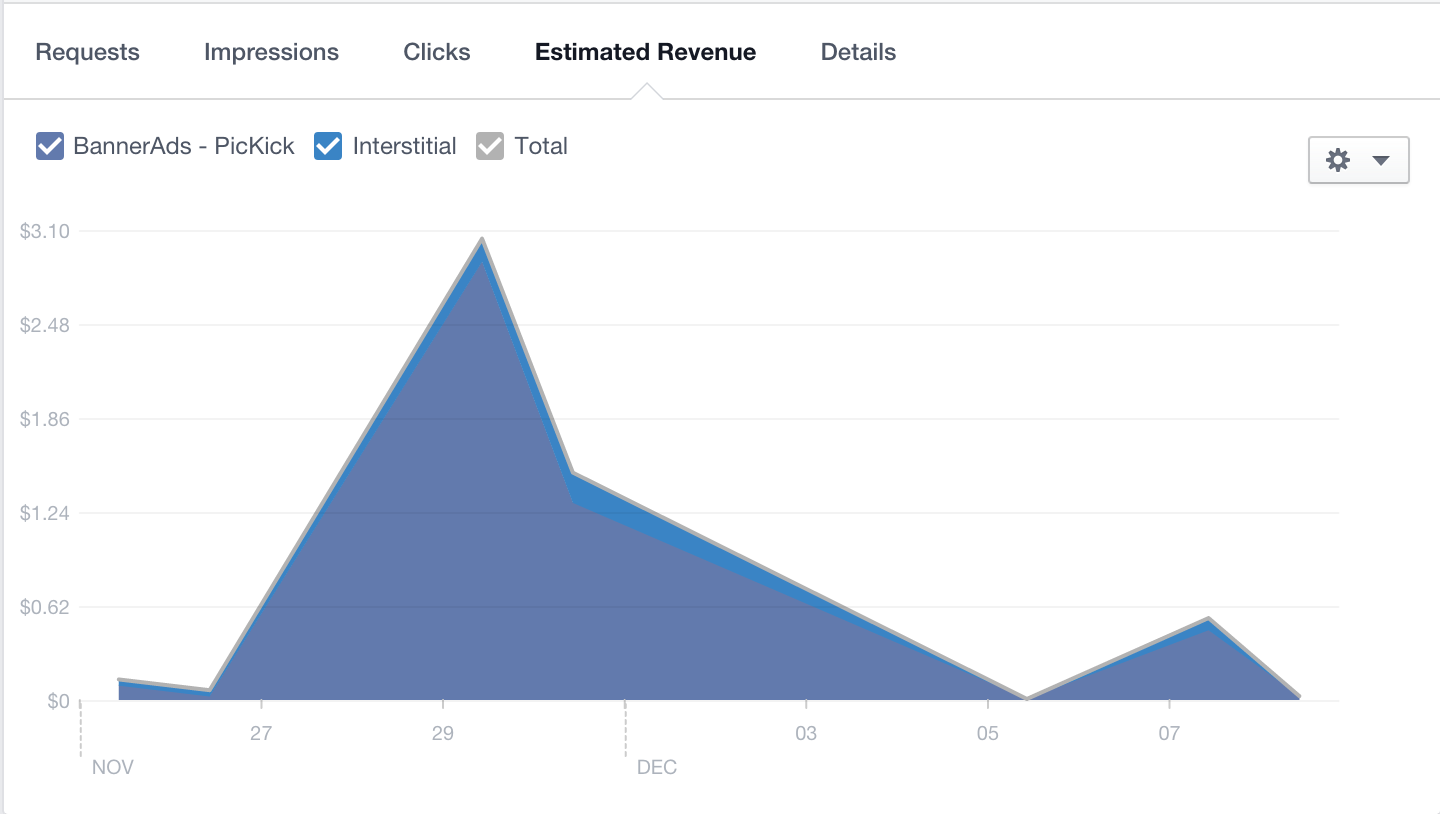 Requests Impressions Clicks Estimated Revenue Details
BannerAds - PicKick Interstitial Total
$3.10
$2.48
$1.86
$1.24
$0.62
$0
27 29 03 05 07
NOV DEC